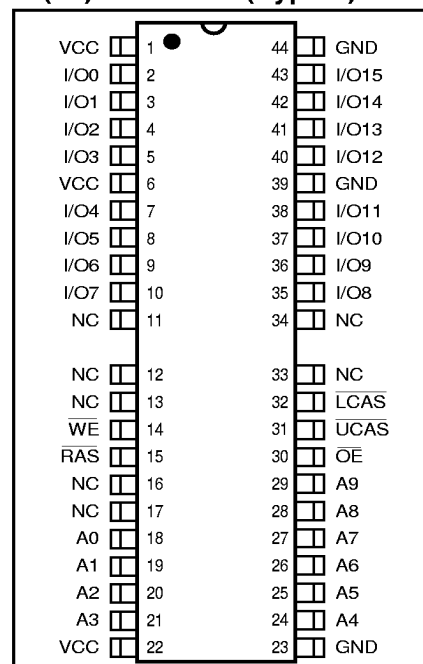 VCC 1 44 GND
I/O0 2 43 I/O15
I/O1 3 42 I/O14
I/O2 4 41 I/O13
I/O3 5 40 I/O12
VCC 6 39 GND
I/O4 7 38 I/O11
I/O5 8 37 I/O10
I/O6 9 36 I/O9
I/O7 10 35 I/O8
NC 11 34 NC
NC 12 33 NC
NC 13 32 LCAS
WE 14 31 UCAS
RAS 15 30 OE
NC 16 29 A9
NC 17 28 A8
A0 18 27 A7
A1 19 26 A6
A2 20 25 A5
A3 21 24 A4
VCC 22 23 GND